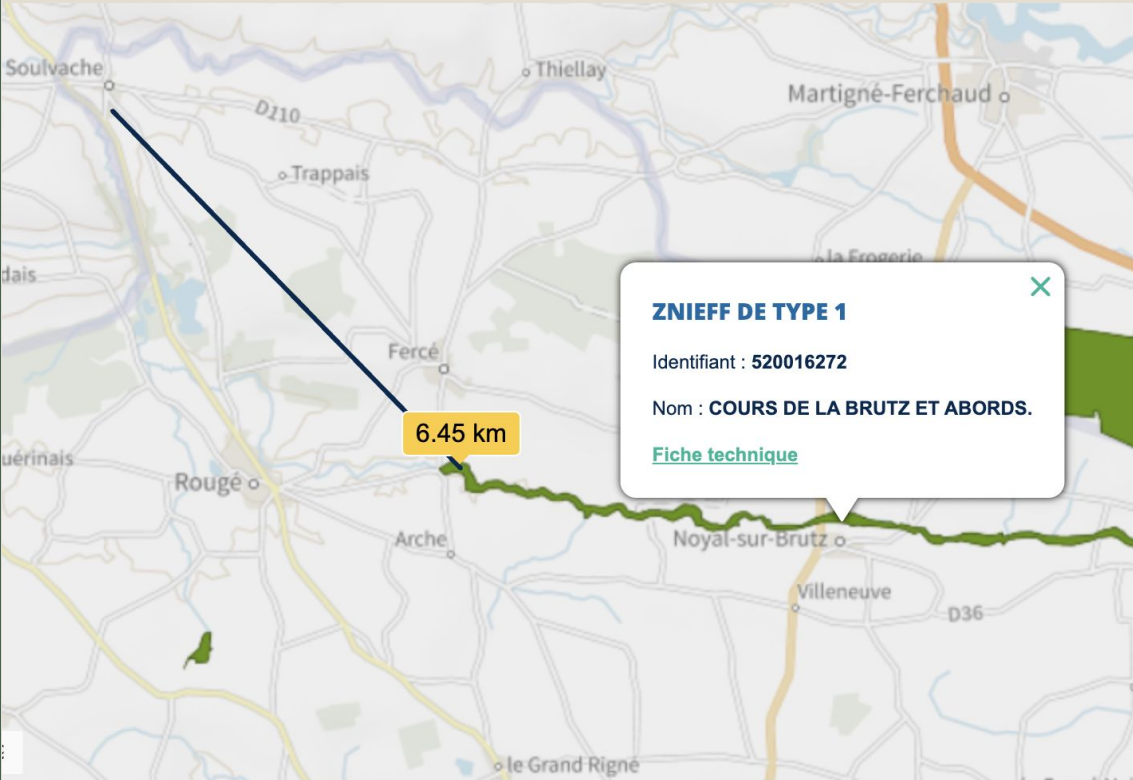 Soulvache
Thiellay
Martigné-Ferchaud
D110
Trappais
la Frogerie
dais
ZNIEFF DE TYPE 1
Identifiant : 520016272
Nom : COURS DE LA BRUTZ ET ABORDS.
Fiche technique
Fercé
6.45 km
uérinais
Rougé
Arche
Noyal-sur-Brutz
Villeneuve
D36
le Grand Rigné